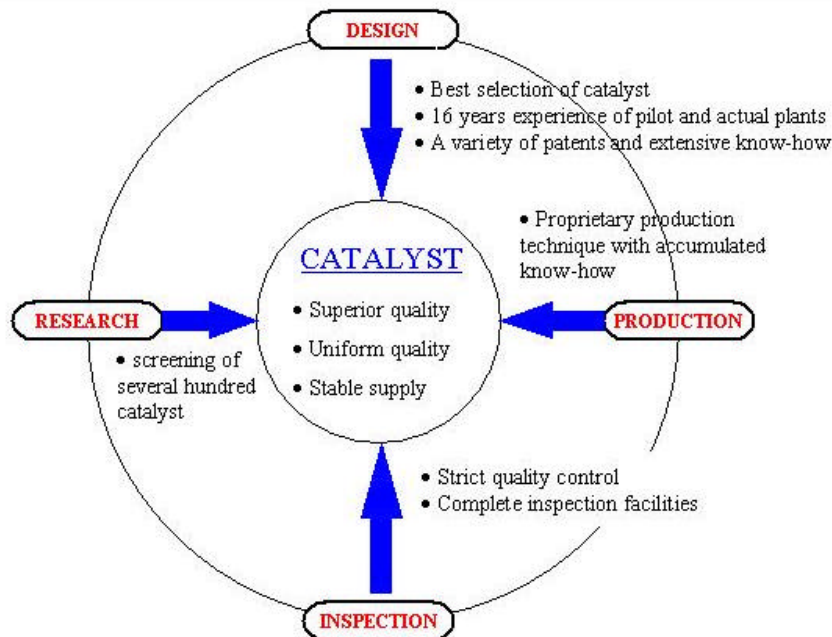 DESIGN
• Best selection of catalyst
• 16 years experience of pilot and actual plants
• A variety of patents and extensive know-how
• Proprietary production
technique with accumulated
know-how
CATALYST
• Superior quality
• Uniform quality
• Stable supply
RESEARCH
PRODUCTION
• screening of
several hundred
catalyst
• Strict quality control
• Complete inspection facilities
INSPECTION